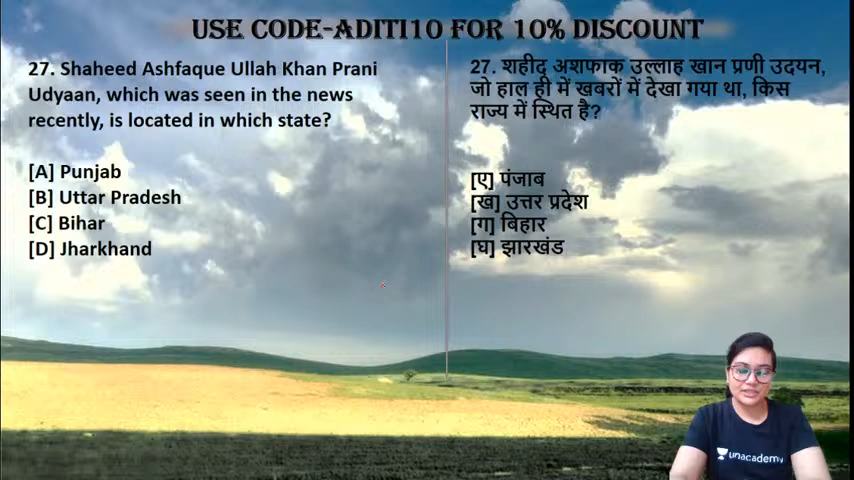 USE CODE-ADITI10 FOR 10% DISCOUNT
27. Shaheed Ashfaque Ullah Khan Prani
Udyaan, which was seen in the news
recently, is located in which state?
[A] Punjab
[B] Uttar Pradesh
[C] Bihar
[D] Jharkhand
27. शहीद अशफाक उल्लाह खान प्रणी उदयन,
जो हाल ही में खबरों में देखा गया था, किस
राज्य में स्थित है?
[ए] पंजाब
[ख] उत्तर प्रदेश
[ग] बिहार
[घ] झारखंड
unacademy